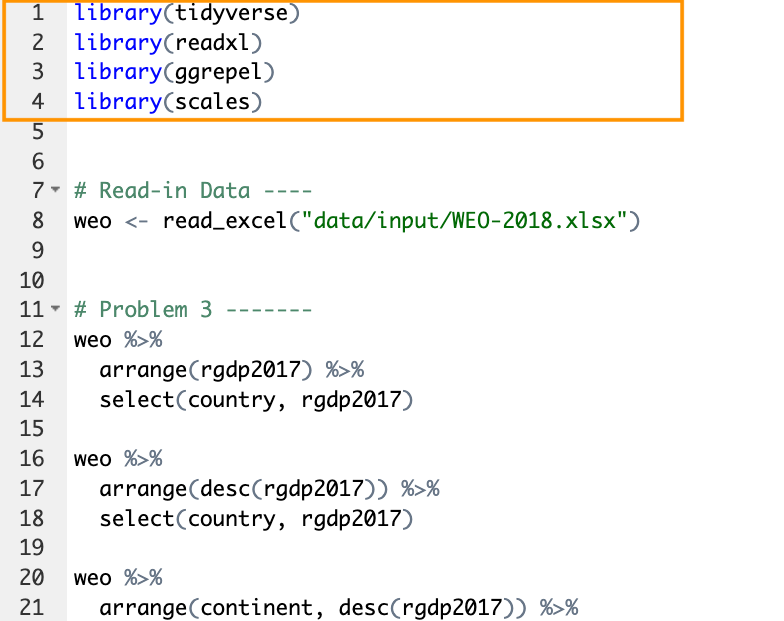 1 library(tidyverse)
2 library(readxl)
3 library(ggrepel)
4 library(scales)
5
6
7 # Read-in Data ----
8 weo <- read_excel("data/input/WEO-2018.xlsx")
9
10
11 # Problem 3 -------
12 weo %>%
13   arrange(rgdp2017) %>%
14   select(country, rgdp2017)
15
16 weo %>%
17   arrange(desc(rgdp2017)) %>%
18   select(country, rgdp2017)
19
20 weo %>%
21   arrange(continent, desc(rgdp2017)) %>%